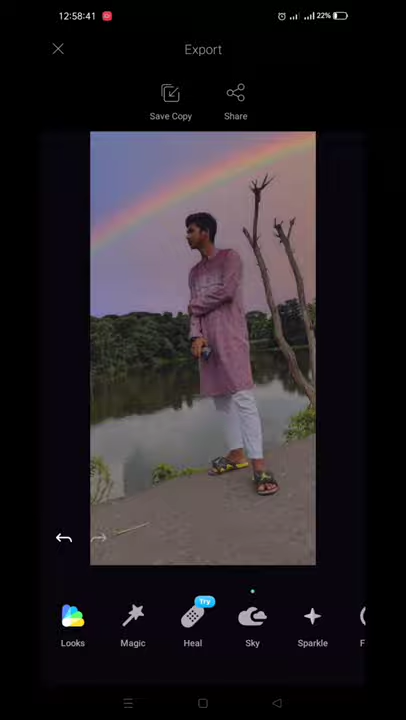 12:58:41
22%
Export
Save Copy
Share
Try
Looks
Magic
Heal
Sky
Sparkle
F